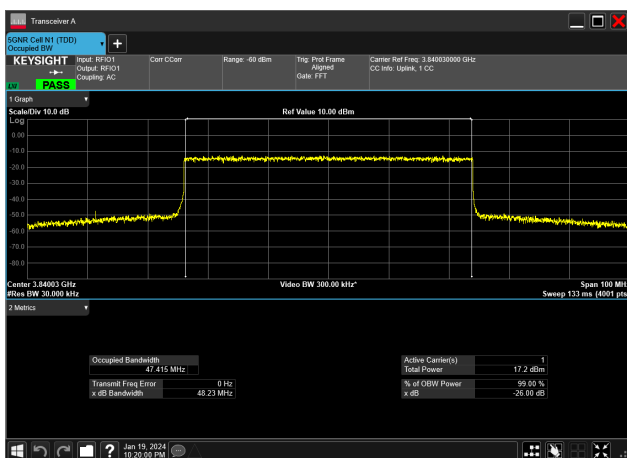 Transceiver A
5GNR Cell N1 (TDD)
Occupied BW
KEYSIGHT
Input: RFIO1
Output: RFIO1
Coupling: AC
Corr CCorr
Range: -60 dBm
Trig: Prot Frame
Aligned
Gate: FFT
Carrier Ref Freq: 3.840030000 GHz
CC Info: Uplink, 1 CC
PASS
1 Graph
Scale/Div 10.0 dB
Ref Value 10.00 dBm
Log
0.00
-10.0
-20.0
-30.0
-40.0
-50.0
-60.0
-70.0
-80.0
Center 3.84003 GHz
Video BW 300.00 kHz*
Span 100 MH
#Res BW 30.000 kHz
Sweep 133 ms (4001 pts
2 Metrics
Occupied Bandwidth
47.415 MHz
Transmit Freq Error 0 Hz
x dB Bandwidth 48.23 MHz
Active Carrier(s) 1
Total Power 17.2 dBm
% of OBW Power 99.00 %
x dB -26.00 dB
Jan 19, 2024
10:20:00 PM